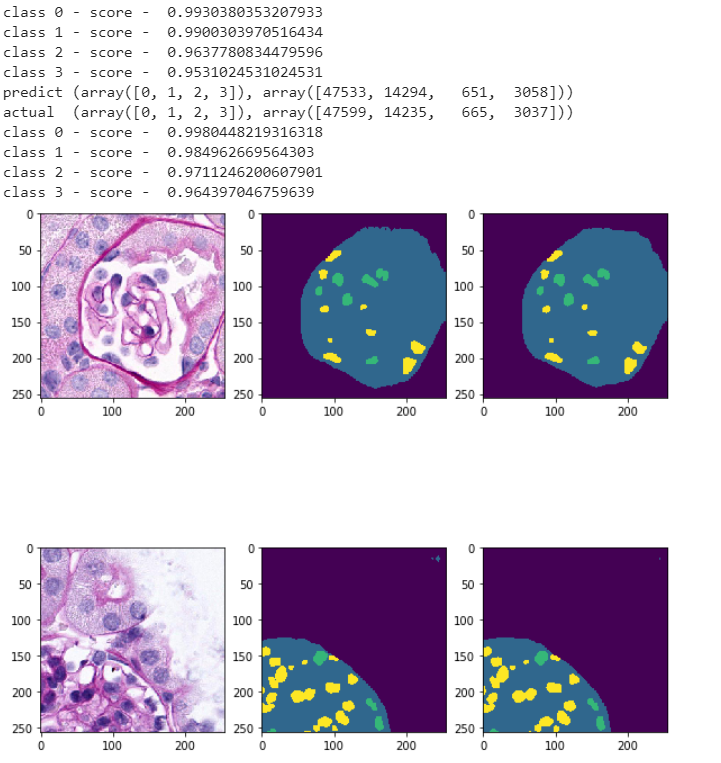 class 0 - score -  0.9930380353207933
class 1 - score -  0.9900303970516434
class 2 - score -  0.9637780834479596
class 3 - score -  0.9531024531024531
predict (array([0, 1, 2, 3]), array([47533, 14294,   651,  3058]))
actual  (array([0, 1, 2, 3]), array([47599, 14235,   665,  3037]))
class 0 - score -  0.9980448219316318
class 1 - score -  0.984962669564303
class 2 - score -  0.9711246200607901
class 3 - score -  0.964397046759639
0 0 0
50 50 50
100 100 100
150 150 150
200 200 200
250 250 250
0 100 200 0 100 200 0 100 200
0 0 0
50 50 50
100 100 100
150 150 150
200 200 200
250 250 250
0 100 200 0 100 200 0 100 200